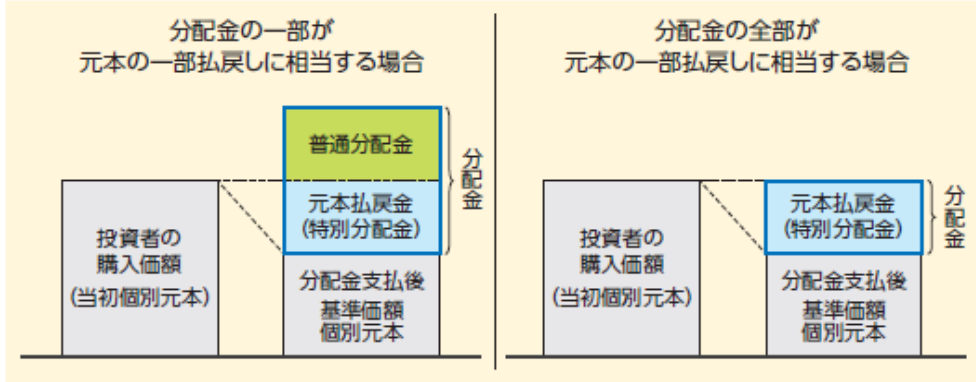 分配金の一部が
元本の一部払戻しに相当する場合
普通分配金
元本払戻金
(特別分配金)
分配金
投資者の
購入価額
(当初個別元本)
分配金支払後
基準価額
個別元本
分配金の全部が
元本の一部払戻しに相当する場合
元本払戻金
(特別分配金)
分配金
投資者の
購入価額
(当初個別元本)
分配金支払後
基準価額
個別元本